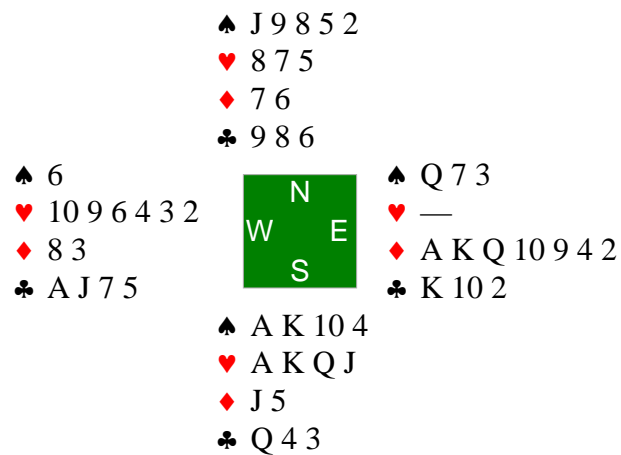 ♠ J 9 8 5 2
♥ 8 7 5
♦ 7 6
♣ 9 8 6
♠ 6
♥ 10 9 6 4 3 2
♦ 8 3
♣ A J 7 5
N
W E
S
♠ Q 7 3
♥ —
♦ A K Q 10 9 4 2
♣ K 10 2
♠ A K 10 4
♥ A K Q J
♦ J 5
♣ Q 4 3